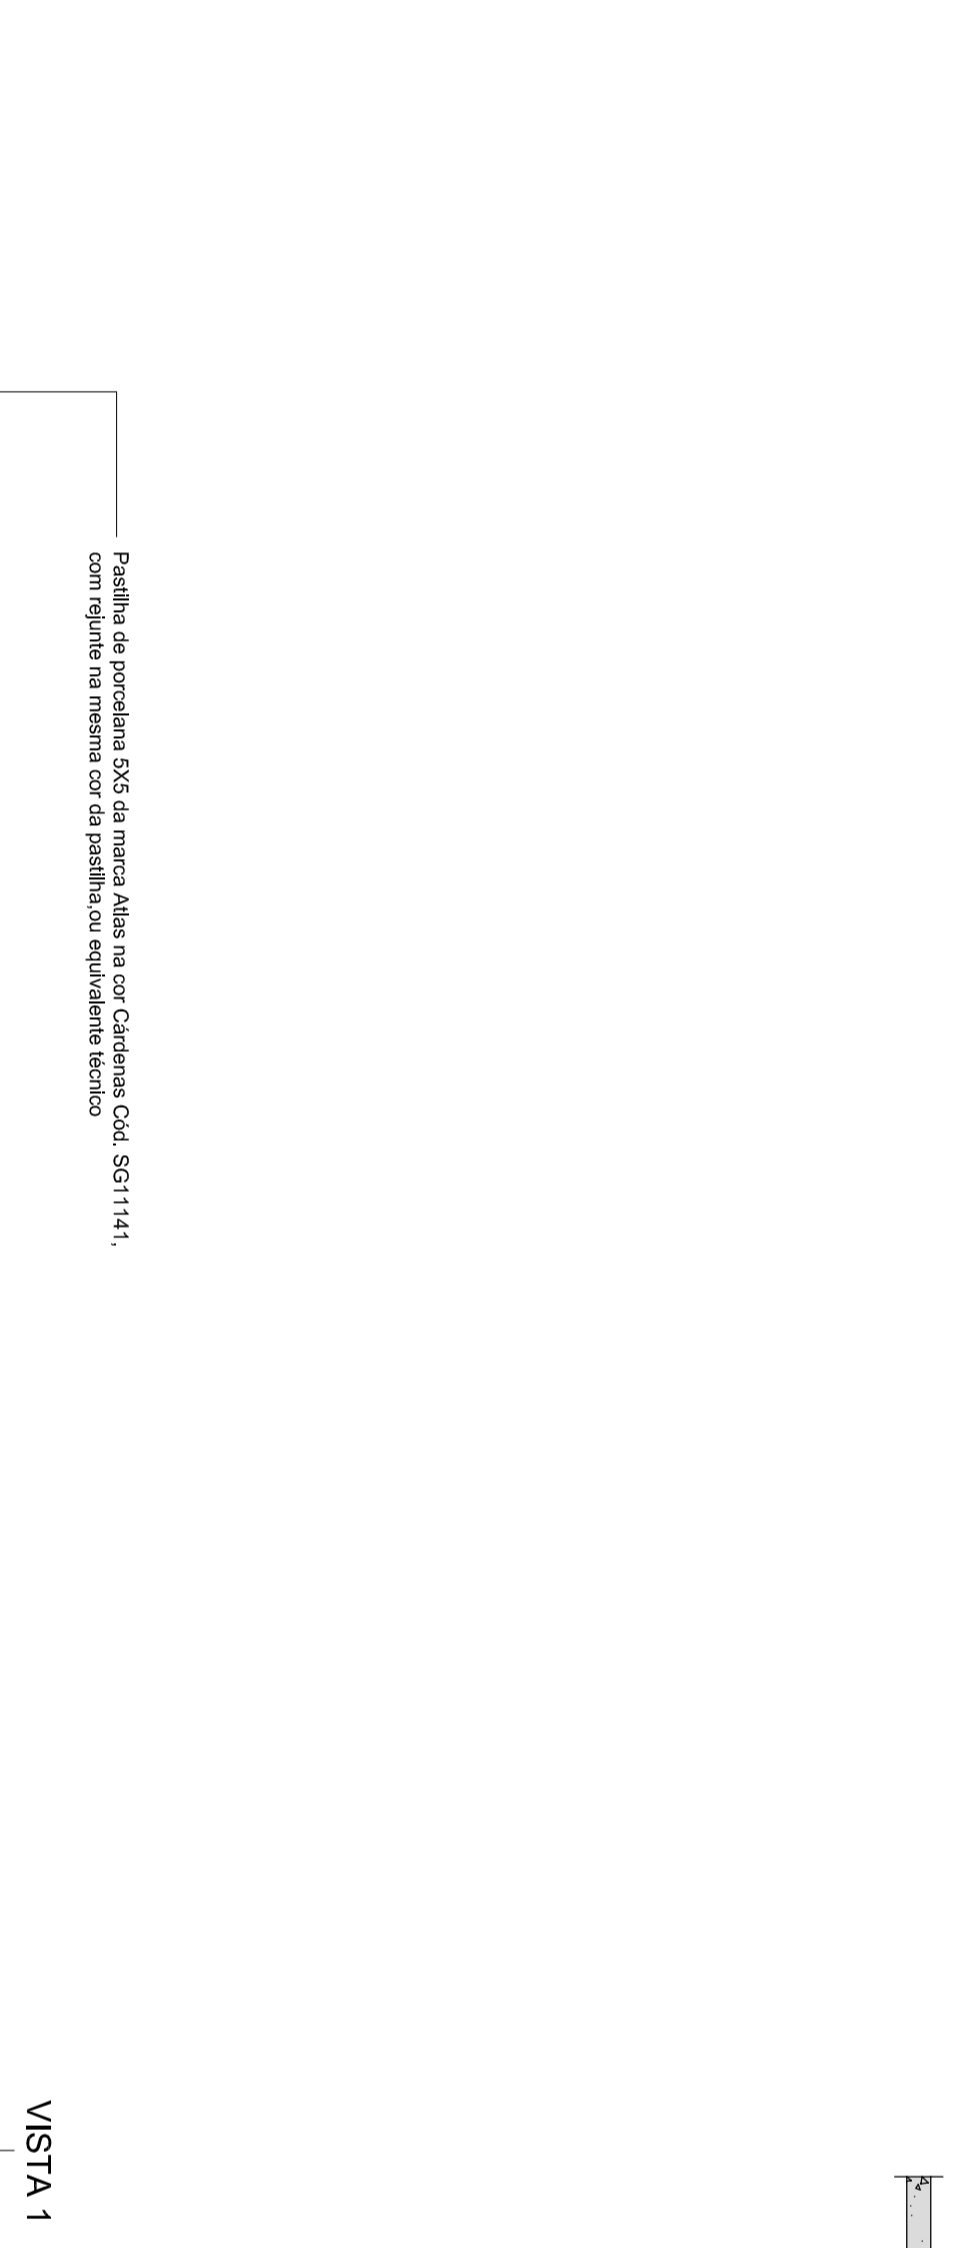 Pastilha de porcelana 5X5 da marca Atlas na cor Cárdenas Cód. SG11141,
com rejunte na mesma cor da pastilha,ou equivalente técnico
VISTA 1